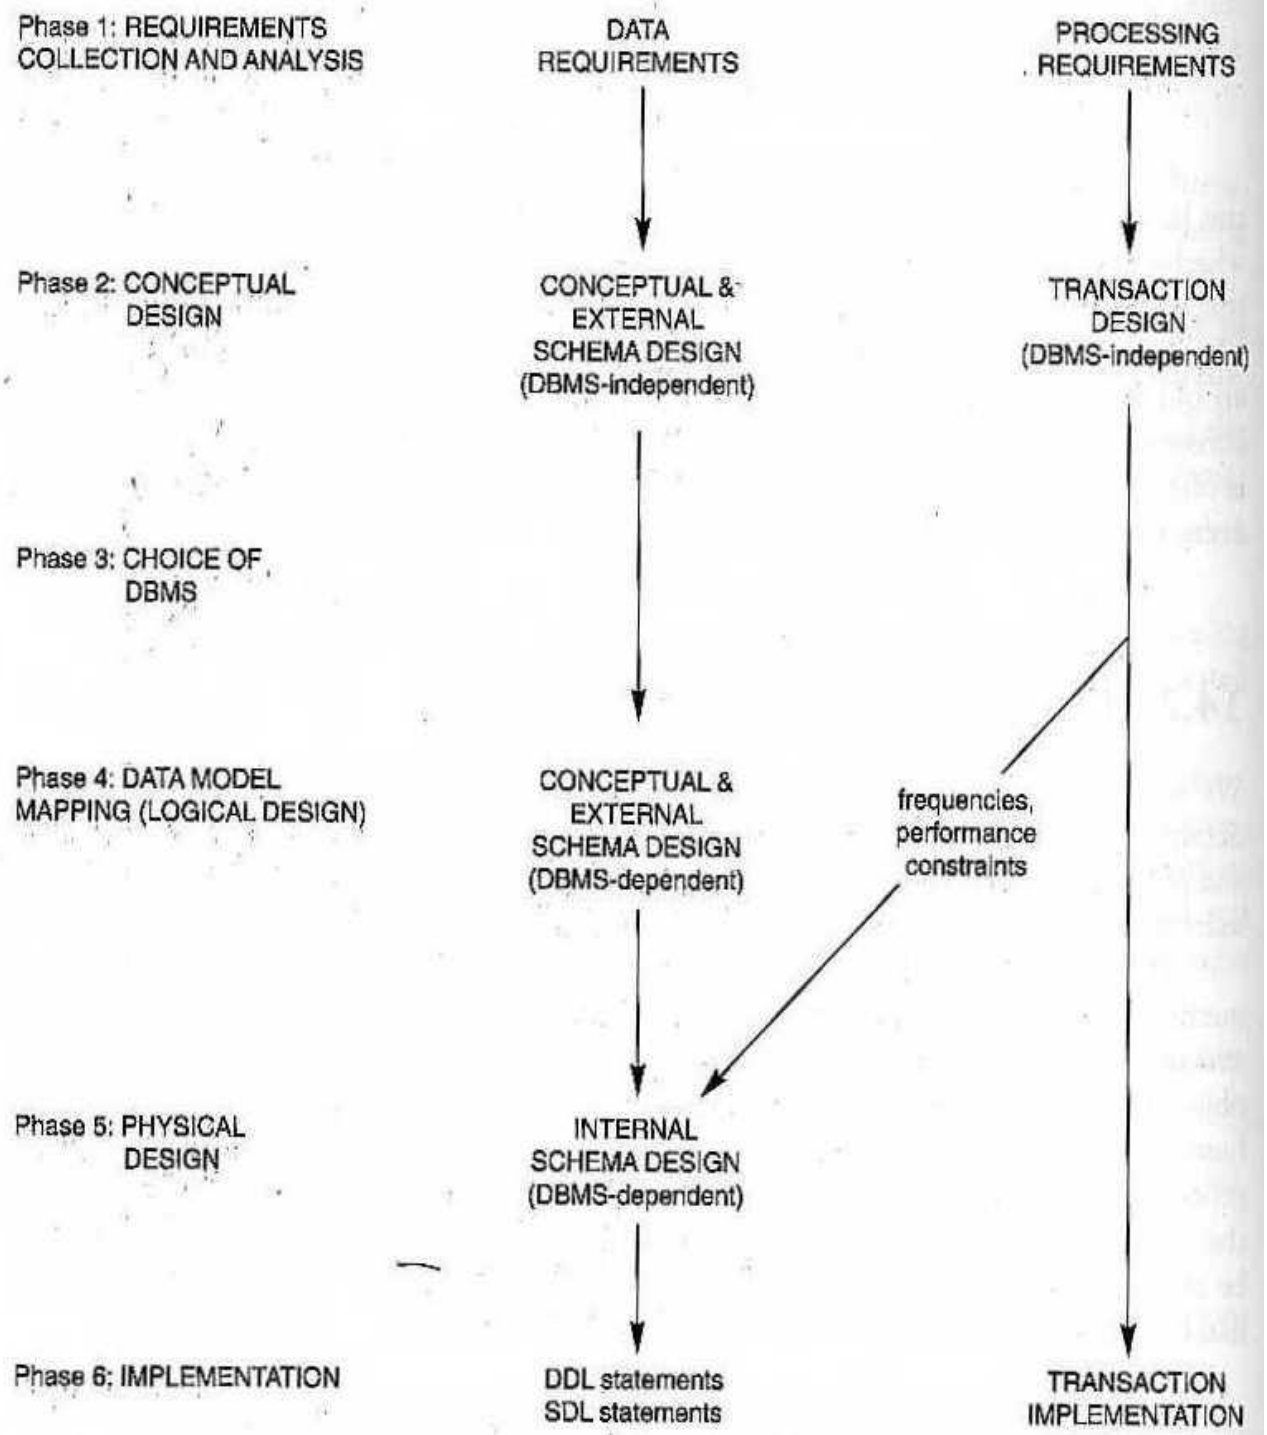 Phase 1: REQUIREMENTS
COLLECTION AND ANALYSIS
DATA
REQUIREMENTS
PROCESSING
REQUIREMENTS
Phase 2: CONCEPTUAL
DESIGN
CONCEPTUAL &
EXTERNAL
SCHEMA DESIGN
(DBMS-independent)
TRANSACTION
DESIGN
(DBMS-independent)
Phase 3: CHOICE OF
DBMS
Phase 4: DATA MODEL
MAPPING (LOGICAL DESIGN)
CONCEPTUAL &
EXTERNAL
SCHEMA DESIGN
(DBMS-dependent)
frequencies,
performance
constraints
Phase 5: PHYSICAL
DESIGN
INTERNAL
SCHEMA DESIGN
(DBMS-dependent)
Phase 6: IMPLEMENTATION
DDL statements
SDL statements
TRANSACTION
IMPLEMENTATION